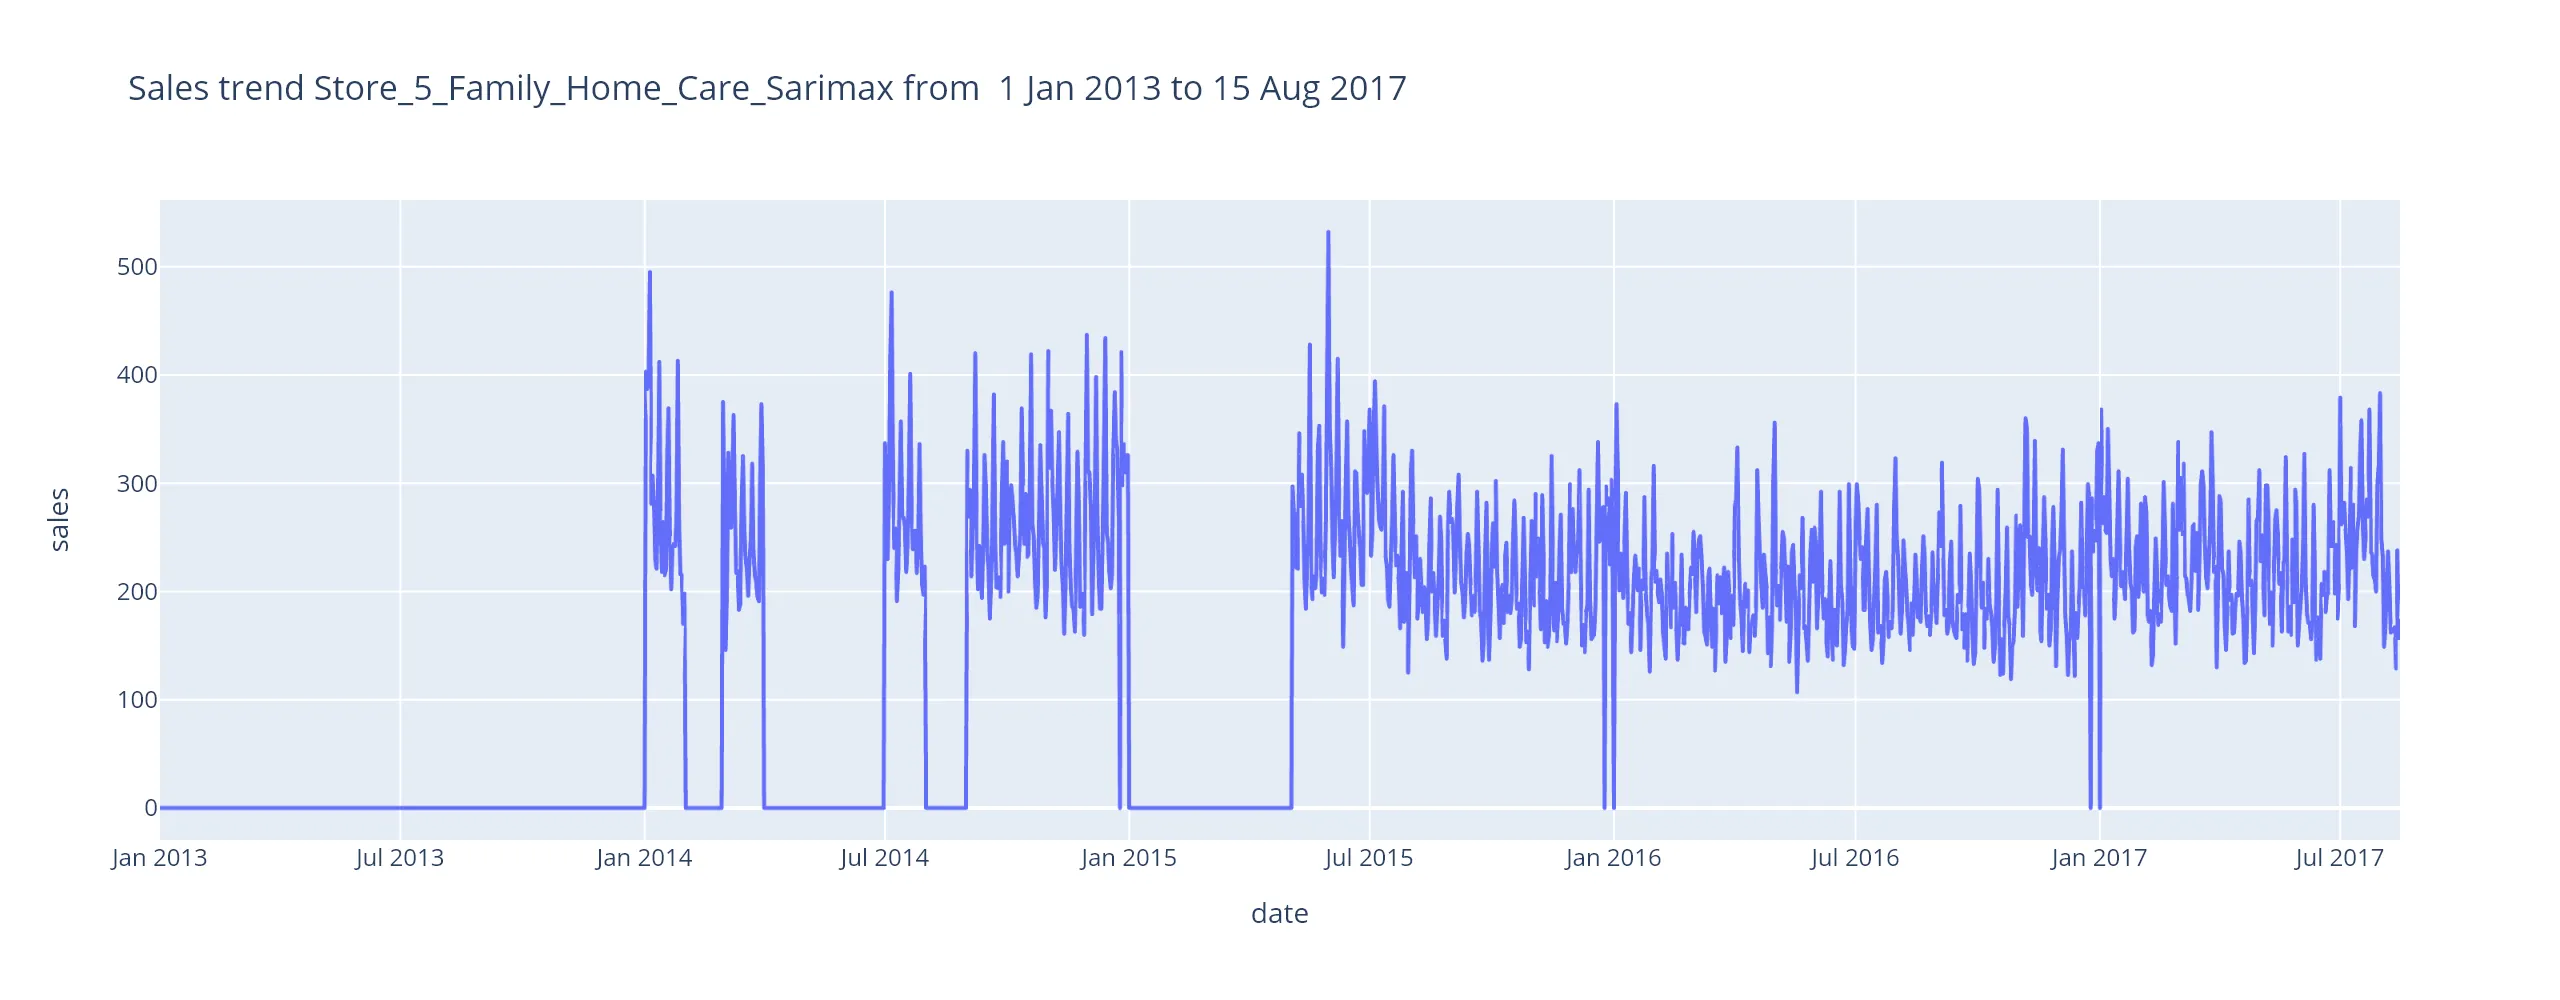 Sales trend Store_5_Family_Home_Care_Sarimax from  1 Jan 2013 to 15 Aug 2017
500
400
300
200
100
0
sales
Jan 2013
Jul 2013
Jan 2014
Jul 2014
Jan 2015
Jul 2015
Jan 2016
Jul 2016
Jan 2017
Jul 2017
date